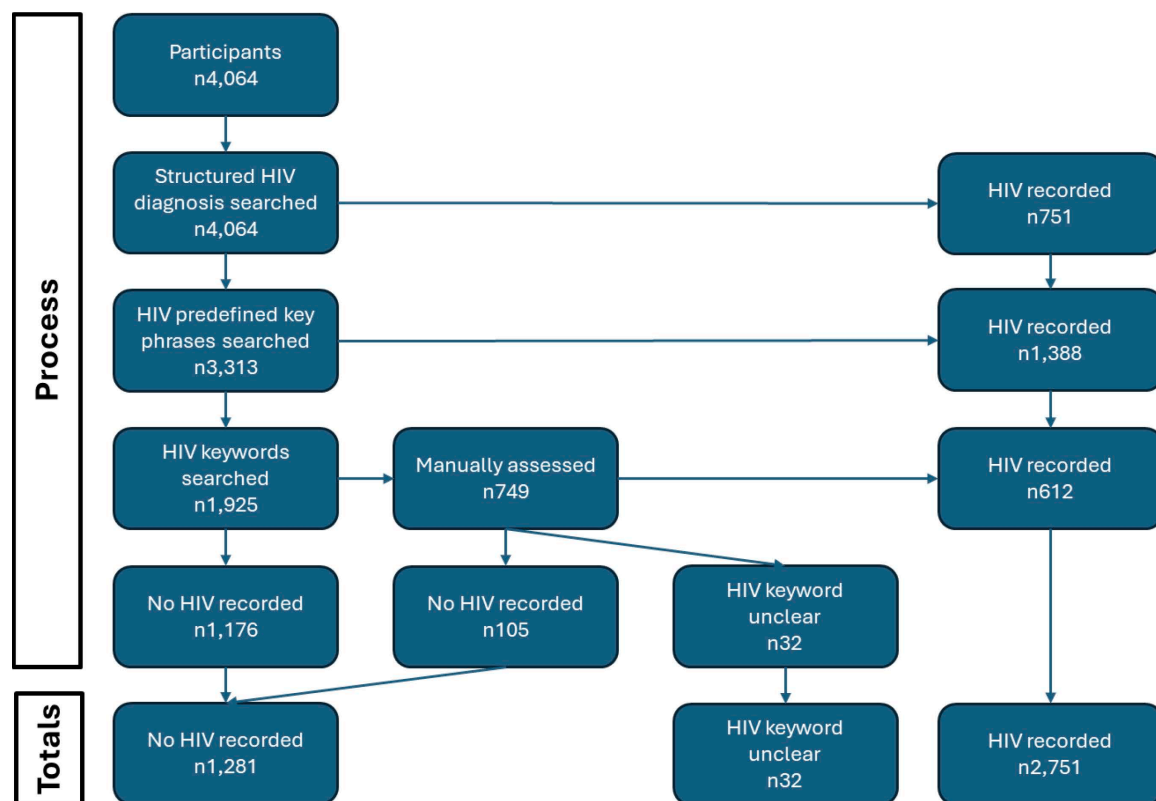 Process
Participants
n4,064
Structured HIV
diagnosis searched
n4,064
HIV recorded
n751
HIV predefined key
phrases searched
n3,313
HIV recorded
n1,388
HIV keywords
searched
n1,925
Manually assessed
n749
HIV recorded
n612
No HIV recorded
n1,176
No HIV recorded
n105
HIV keyword
unclear
n32
Totals
No HIV recorded
n1,281
HIV keyword
unclear
n32
HIV recorded
n2,751